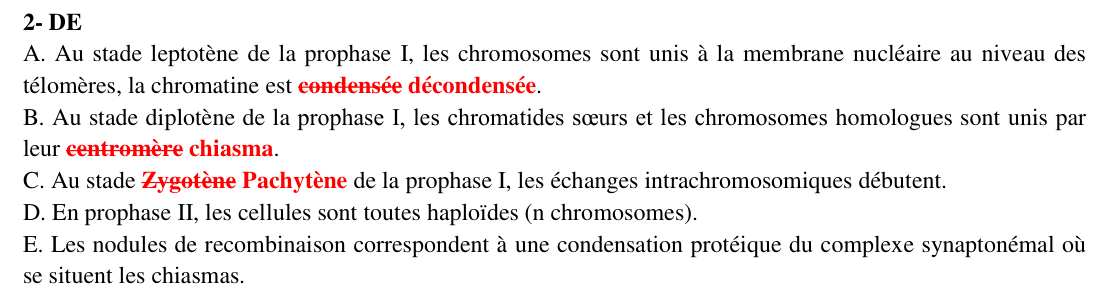 2- DE
A. Au stade leptotène de la prophase I, les chromosomes sont unis à la membrane nucléaire au niveau des
télomères, la chromatine est condensée décondensée.
B. Au stade diplotène de la prophase I, les chromatides sœurs et les chromosomes homologues sont unis par
leur centromère chiasma.
C. Au stade Zygotène Pachytène de la prophase I, les échanges intrachromosomiques débutent.
D. En prophase II, les cellules sont toutes haploïdes (n chromosomes).
E. Les nodules de recombinaison correspondent à une condensation protéique du complexe synaptonémal où
se situent les chiasmas.